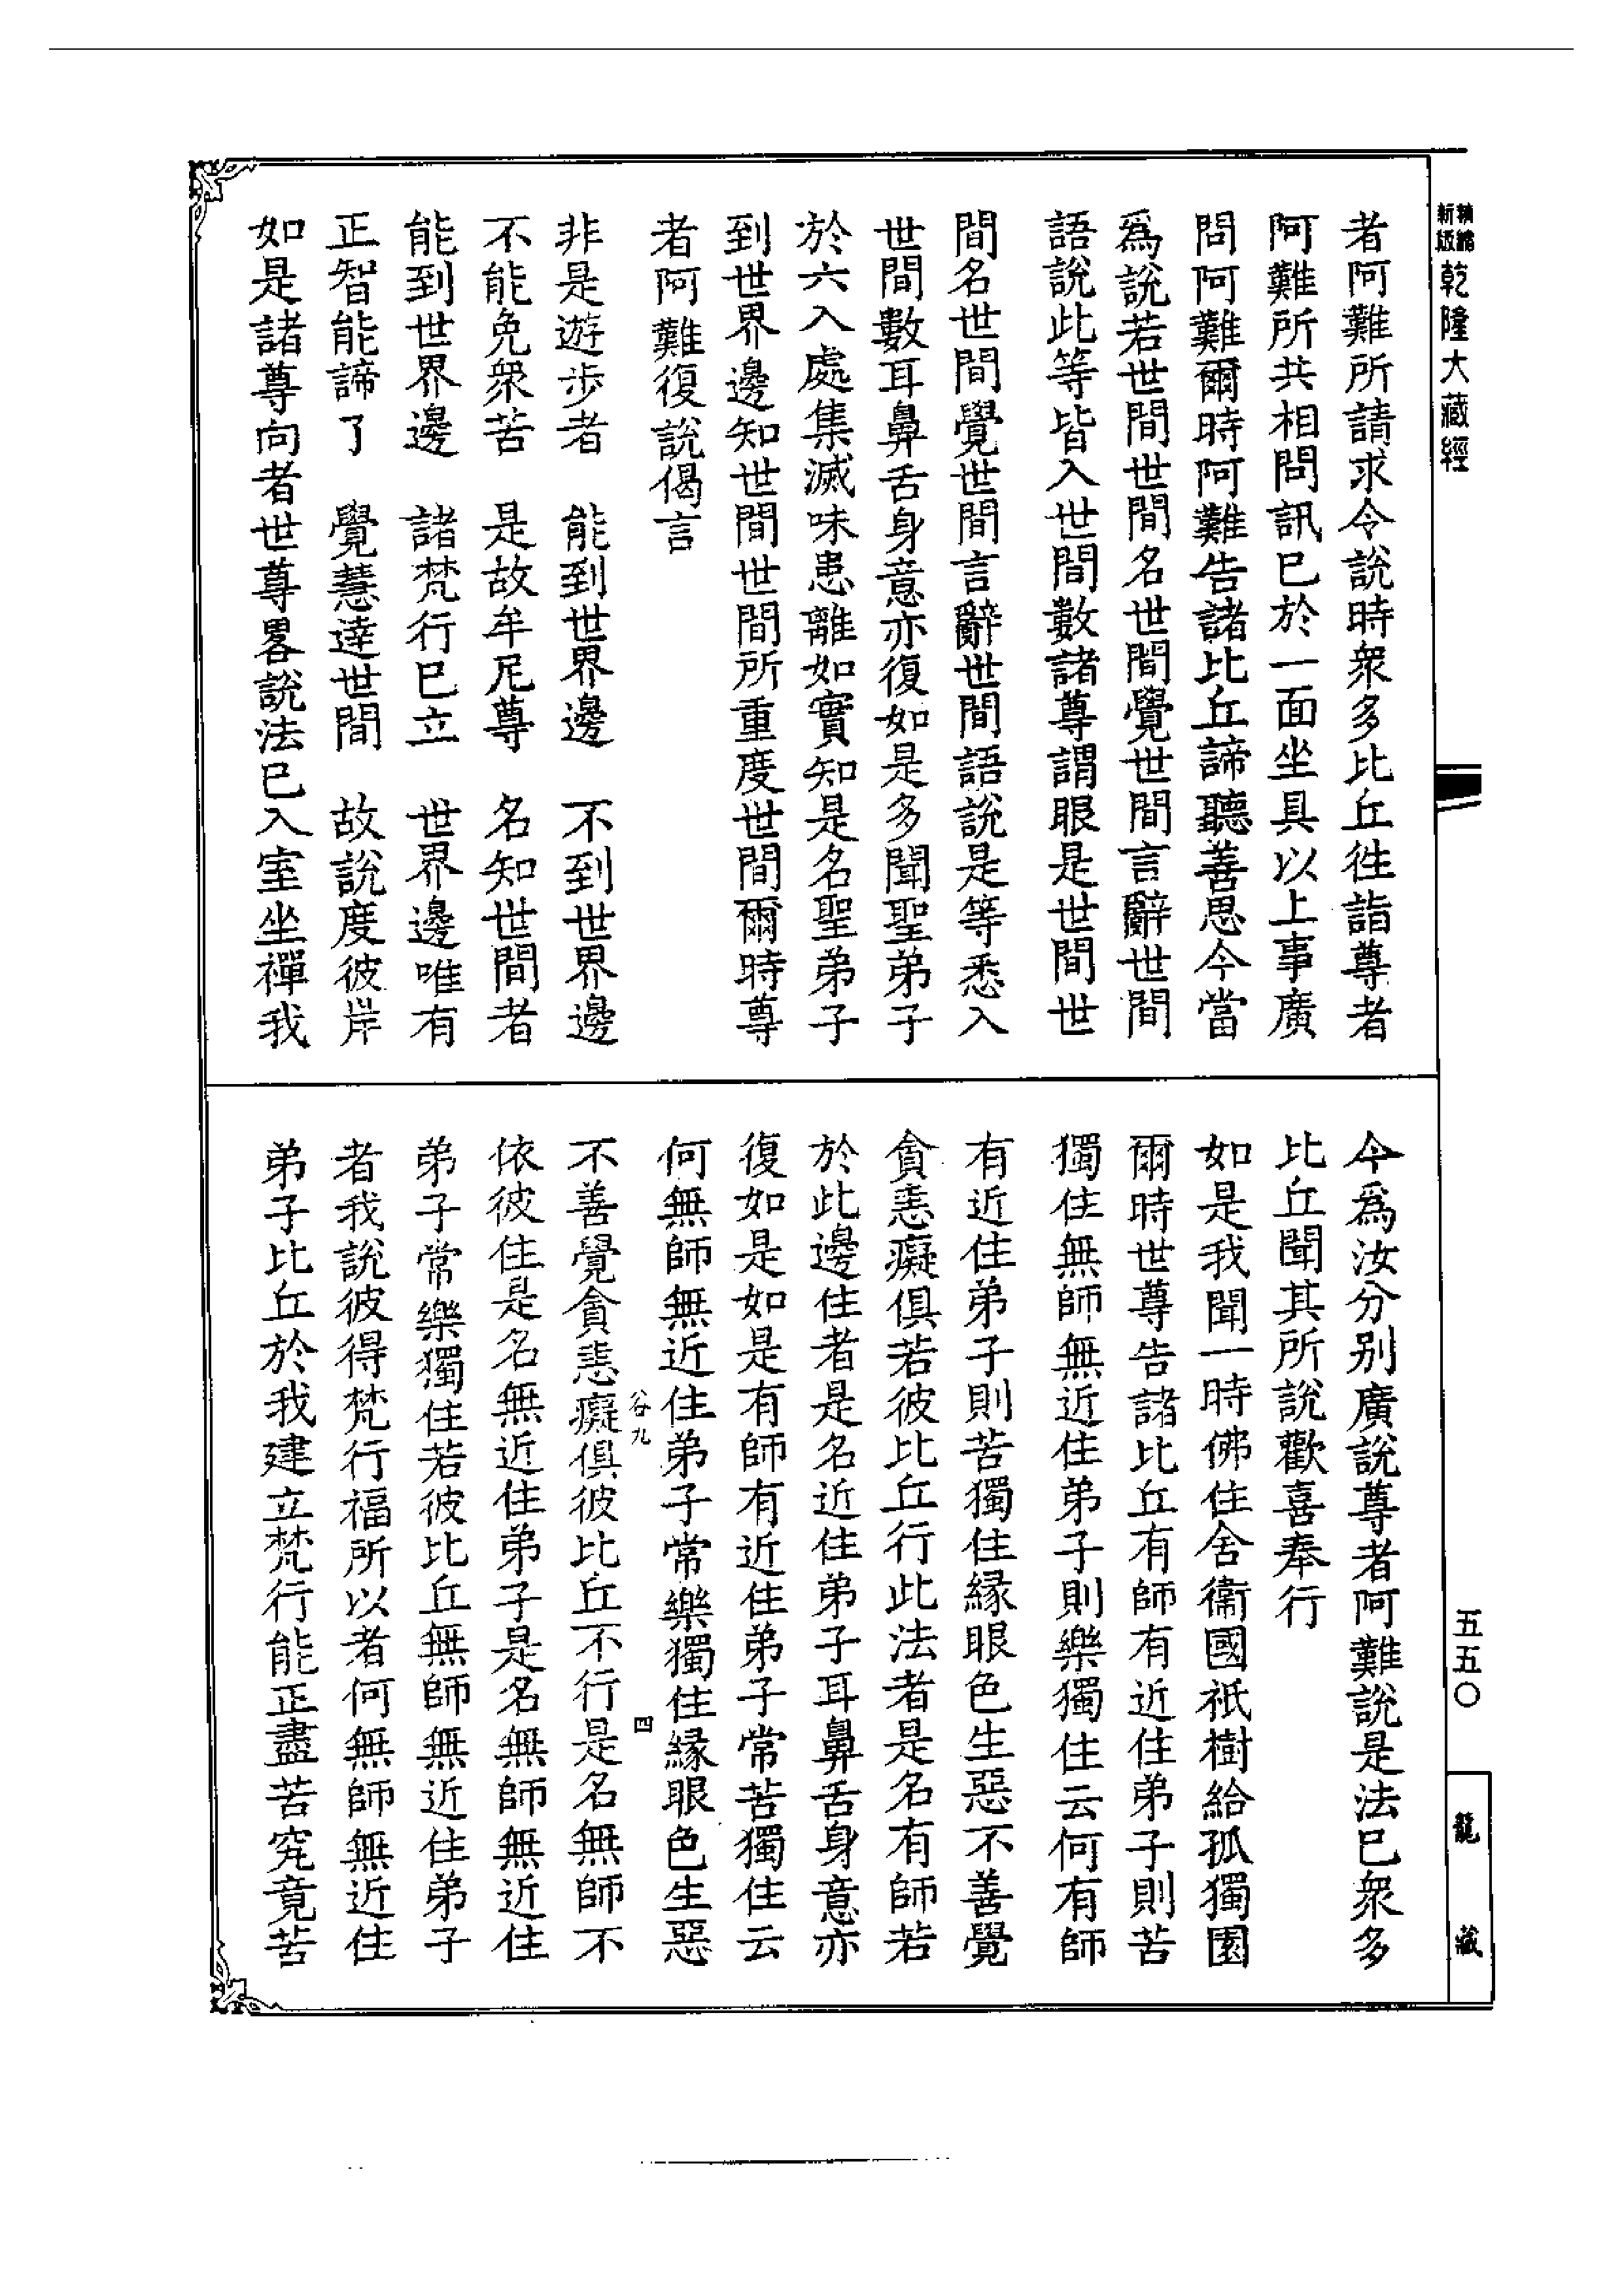 精縮新版乾隆大藏經
者阿難所請求令說時衆多比丘徃詣尊者
阿難所共相問訊已於一面坐具以上事廣
問阿難爾時阿難告諸比丘諦聽善思今當
爲說若世間世間名世間覺世間言辭世間
語說此等皆入世間數諸尊謂眼是世間世
間名世間覺世間言辭世間語說是等悉入
世間數耳鼻舌身意亦復如是多聞聖弟子
於六入處集滅味患離如實知是名聖弟子
到世界邊知世間世間所重度世間爾時尊
者阿難復說偈言
非是遊步者　能到世界邊　不到世界邊
不能免衆苦　是故牟尼尊　名知世間者
能到世界邊　諸梵行已立　世界邊唯有
正智能諦了　覺慧達世間　故說度彼岸
如是諸尊向者世尊畧說法已入室坐禪我
今爲汝分别廣說尊者阿難說是法已衆多
比丘聞其所說歡喜奉行
如是我聞一時佛住舍衞國祇樹給孤獨園
爾時世尊告諸比丘有師有近住弟子則苦
獨住無師無近住弟子則樂獨住云何有師
有近住弟子則苦獨住緣眼色生惡不善覺
貪恚癡俱若彼比丘行此法者是名有師若
於此邊住者是名近住弟子耳鼻舌身意亦
復如是如是有師有近住弟子常苦獨住云
何無師無近住弟子常樂獨住緣眼色生惡
谷九　四
不善覺貪恚癡俱彼比丘不行是名無師不
依彼住是名無近住弟子是名無師無近住
弟子常樂獨住若彼比丘無師無近住弟子
者我說彼得梵行福所以者何無師無近住
弟子比丘於我建立梵行能正盡苦究竟苦
五五〇
龍藏